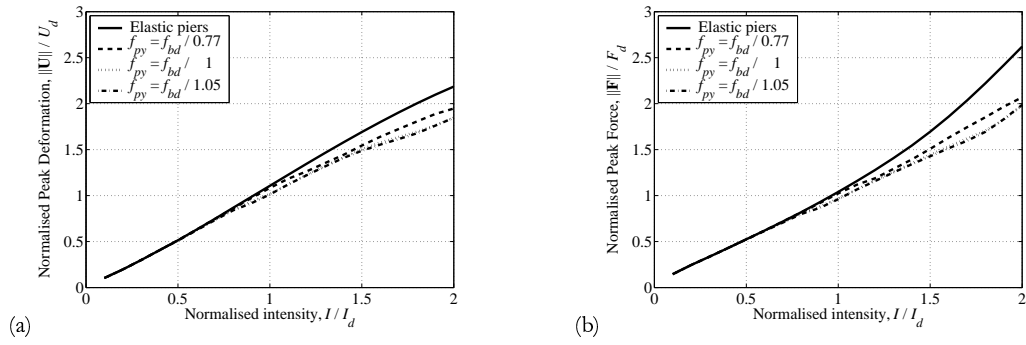 3
2.5
2
1.5
1
0.5
0
Normalised Peak Deformation, ||U|| / U_d
Elastic piers
f_py = f_bd / 0.77
f_py = f_bd / 1
f_py = f_bd / 1.05
0 0.5 1 1.5 2
Normalised intensity, I / I_d
(a)
3
2.5
2
1.5
1
0.5
0
Normalised Peak Force, ||F|| / F_d
Elastic piers
f_py = f_bd / 0.77
f_py = f_bd / 1
f_py = f_bd / 1.05
0 0.5 1 1.5 2
Normalised intensity, I / I_d
(b)